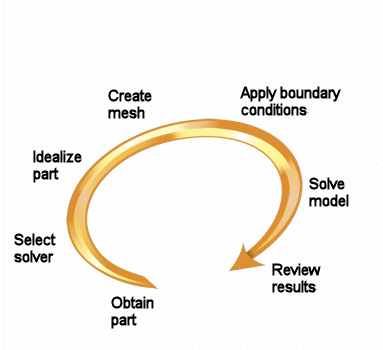 Create
mesh
Apply boundary
conditions
Idealize
part
Solve
model
Select
solver
Review
results
Obtain
part